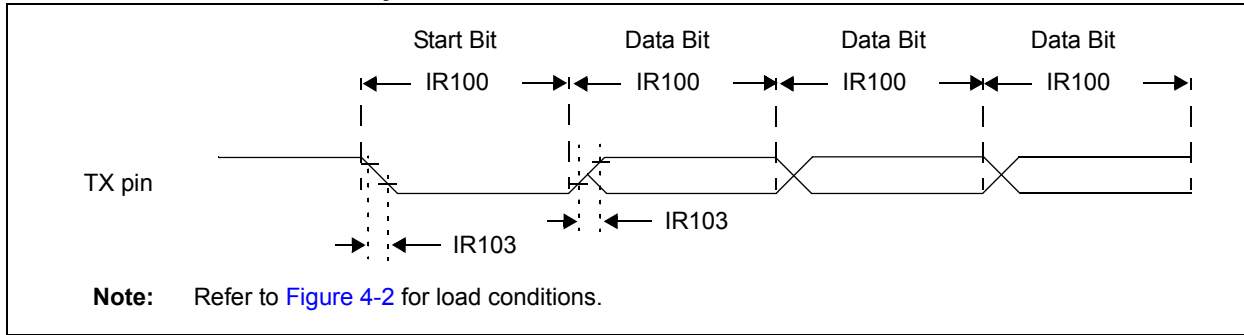 Start Bit Data Bit Data Bit Data Bit
IR100 IR100 IR100 IR100
TX pin
IR103 IR103
Note: Refer to Figure 4-2 for load conditions.